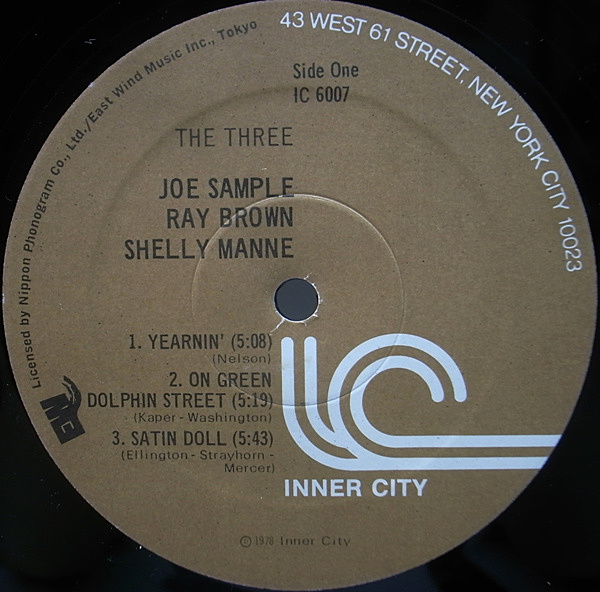 43 WEST 61 STREET, NEW YORK CITY 10023
Licensed by Nippon Phonogram Co., Ltd./East Wind Music Inc., Tokyo
Side One
IC 6007
THE THREE
JOE SAMPLE
RAY BROWN
SHELLY MANNE
1. YEARNIN' (5:08)
(Nelson)
2. ON GREEN
DOLPHIN STREET (5:19)
(Kaper - Washington)
3. SATIN DOLL (5:43)
(Ellington - Strayhorn -
Mercer)
INNER CITY
©1978 Inner City